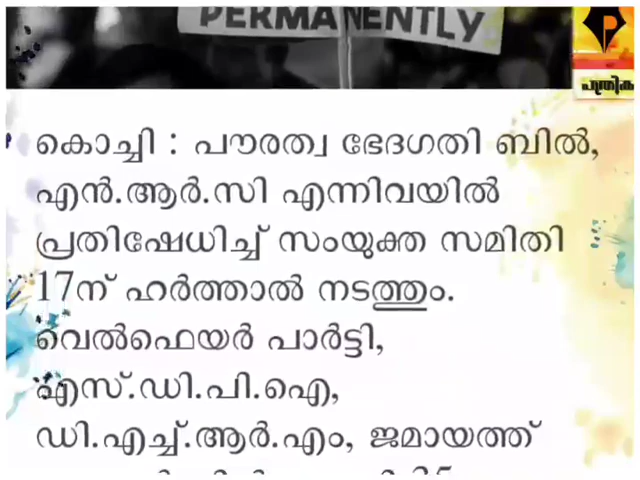 PERMANENTLY
P
കൊച്ചി : പൗരത്വ ഭേദഗതി ബിൽ,
എൻ.ആർ.സി എന്നിവയിൽ
പ്രതിഷേധിച്ച് സംയുക്ത സമിതി
17ന് ഹർത്താൽ നടത്തും.
വെൽഫെയർ പാർട്ടി,
എസ്.ഡി.പി.ഐ,
ഡി.എച്ച്.ആർ.എം, ജമായത്ത്